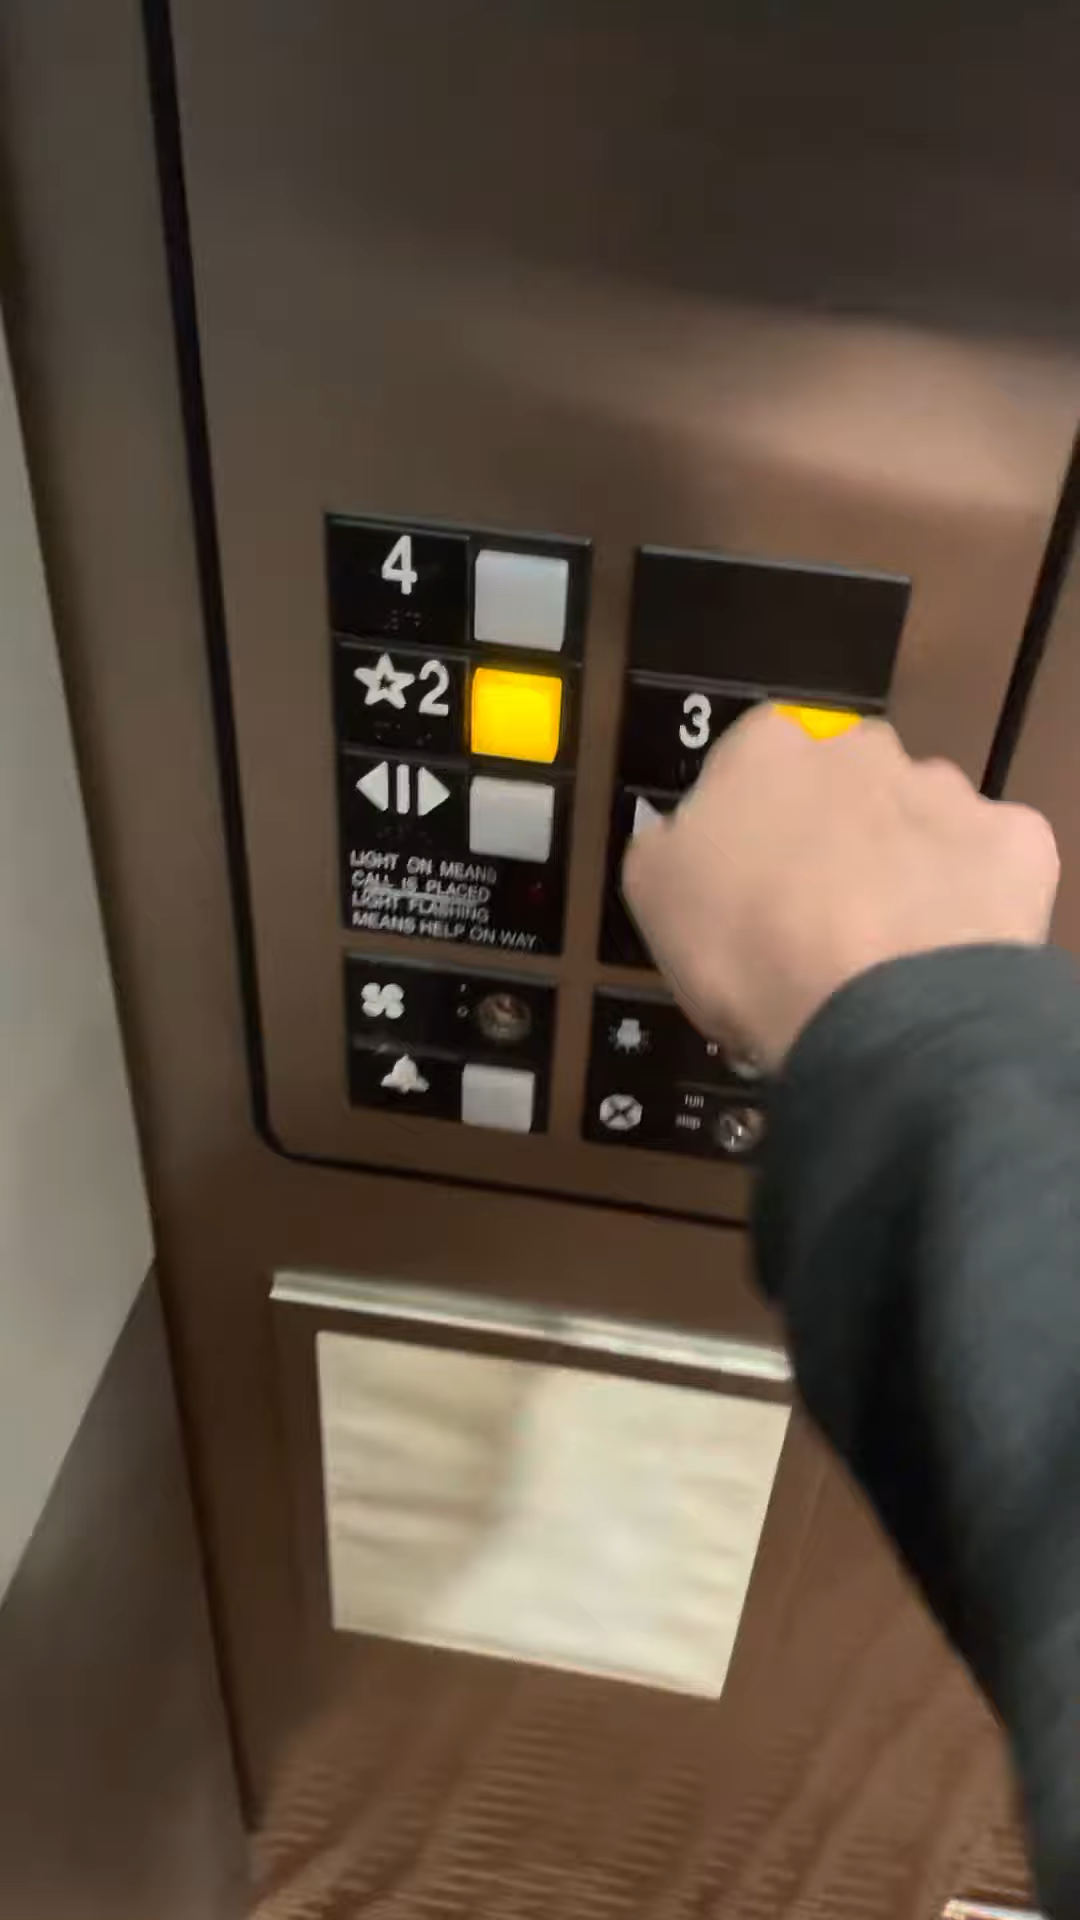 4
☆2
3
LIGHT ON MEANS
CALL IS PLACED
LIGHT FLASHING
MEANS HELP ON WAY
run
stop